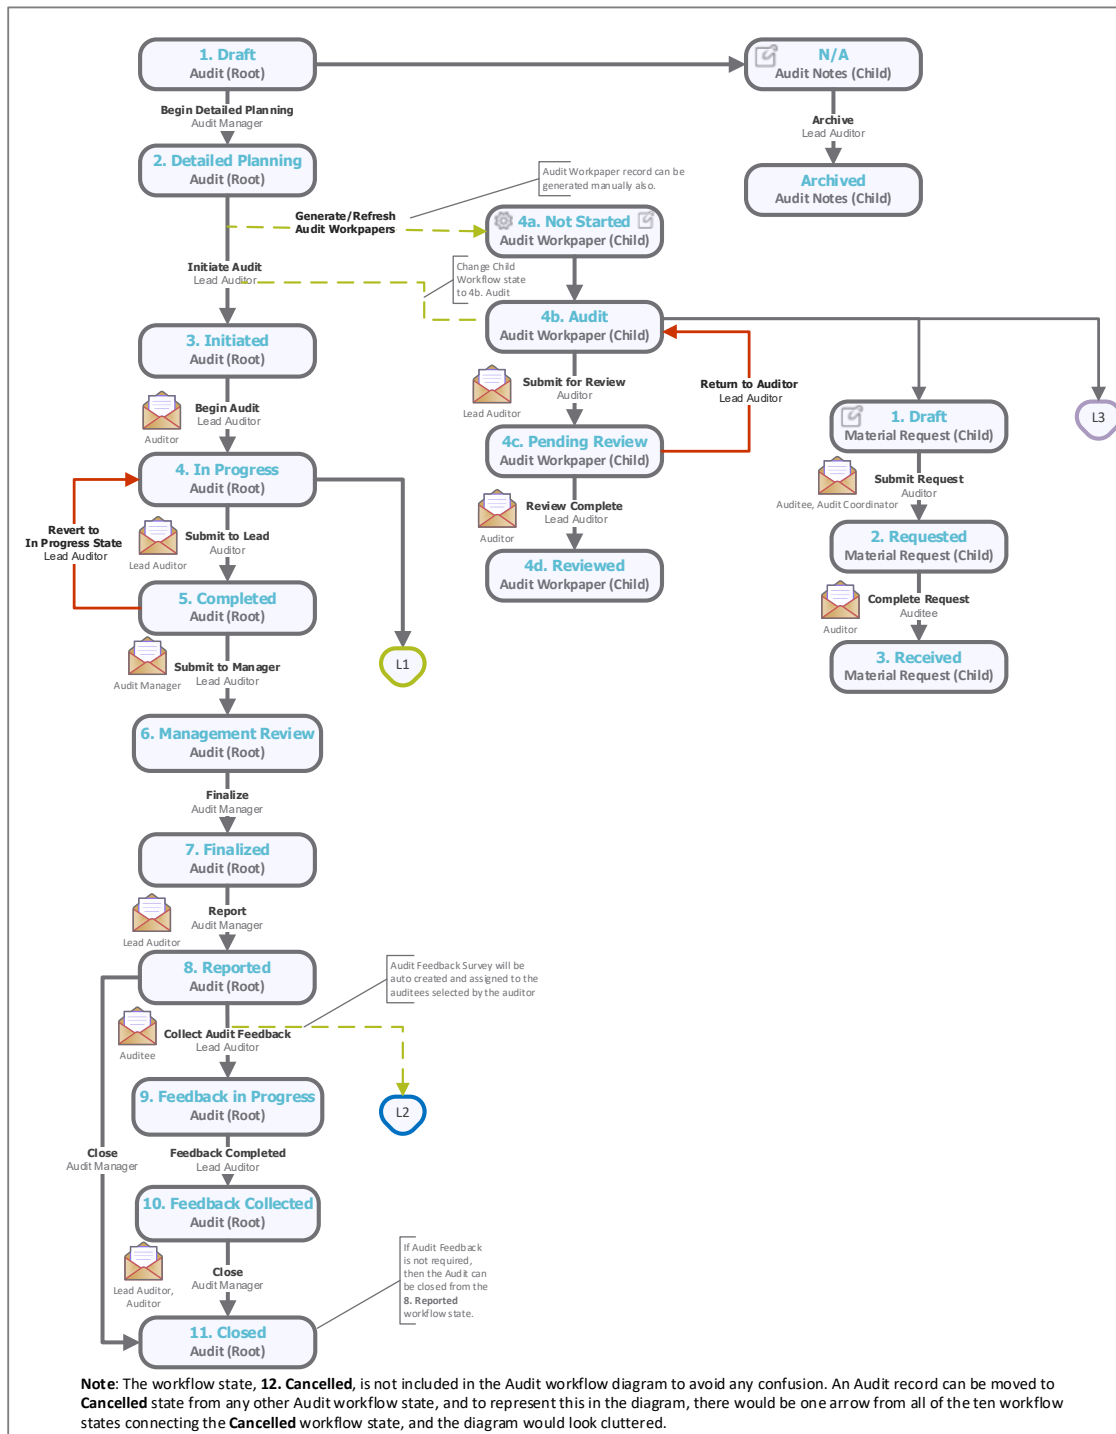 1. Draft
Audit (Root)
N/A
Audit Notes (Child)
Begin Detailed Planning
Audit Manager
Archive
Lead Auditor
2. Detailed Planning
Audit (Root)
Archived
Audit Notes (Child)
Audit Workpaper record can be
generated manually also.
Generate/Refresh
Audit Workpapers
4a. Not Started
Audit Workpaper (Child)
Initiate Audit
Lead Auditor
Change Child
Workflow state
to 4b. Audit
4b. Audit
Audit Workpaper (Child)
3. Initiated
Audit (Root)
Submit for Review
Auditor
Lead Auditor
Return to Auditor
Lead Auditor
L3
Begin Audit
Lead Auditor
Auditor
1. Draft
Material Request (Child)
4c. Pending Review
Audit Workpaper (Child)
4. In Progress
Audit (Root)
Submit Request
Auditor
Auditee, Audit Coordinator
Review Complete
Lead Auditor
Auditor
Revert to
In Progress State
Lead Auditor
Submit to Lead
Auditor
Lead Auditor
2. Requested
Material Request (Child)
4d. Reviewed
Audit Workpaper (Child)
5. Completed
Audit (Root)
Complete Request
Auditee
Auditor
L1
3. Received
Material Request (Child)
Submit to Manager
Lead Auditor
Audit Manager
6. Management Review
Audit (Root)
Finalize
Audit Manager
7. Finalized
Audit (Root)
Report
Audit Manager
Lead Auditor
8. Reported
Audit (Root)
Audit Feedback Survey will be
auto created and assigned to the
auditees selected by the auditor
Collect Audit Feedback
Lead Auditor
Auditee
9. Feedback in Progress
Audit (Root)
L2
Close
Audit Manager
Feedback Completed
Lead Auditor
10. Feedback Collected
Audit (Root)
If Audit Feedback
is not required,
then the Audit can
be closed from the
8. Reported
workflow state.
Close
Audit Manager
Lead Auditor,
Auditor
11. Closed
Audit (Root)
Note: The workflow state, 12. Cancelled, is not included in the Audit workflow diagram to avoid any confusion. An Audit record can be moved to
Cancelled state from any other Audit workflow state, and to represent this in the diagram, there would be one arrow from all of the ten workflow
states connecting the Cancelled workflow state, and the diagram would look cluttered.